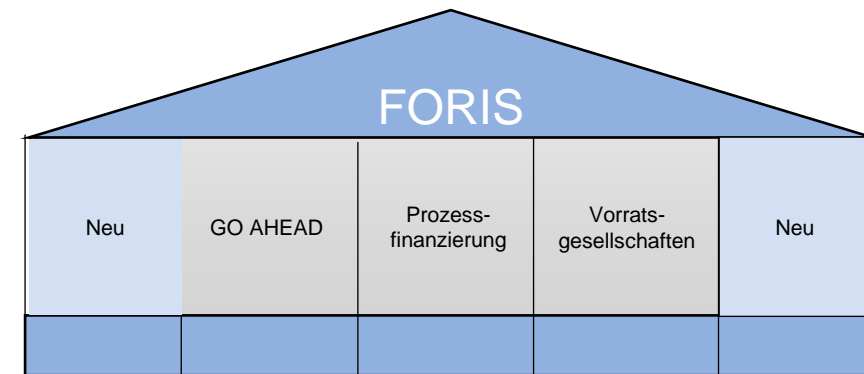 FORIS
Neu
GO AHEAD
Prozess-
finanzierung
Vorrats-
gesellschaften
Neu